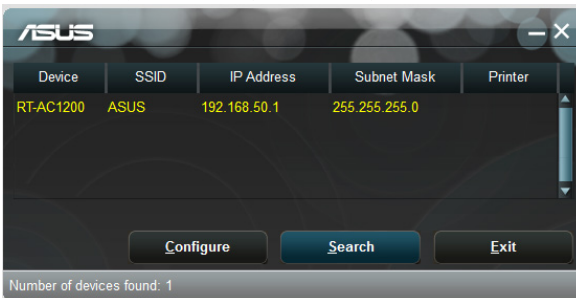 ASUS
Device SSID IP Address Subnet Mask Printer
RT-AC1200 ASUS 192.168.50.1 255.255.255.0
Configure Search Exit
Number of devices found: 1